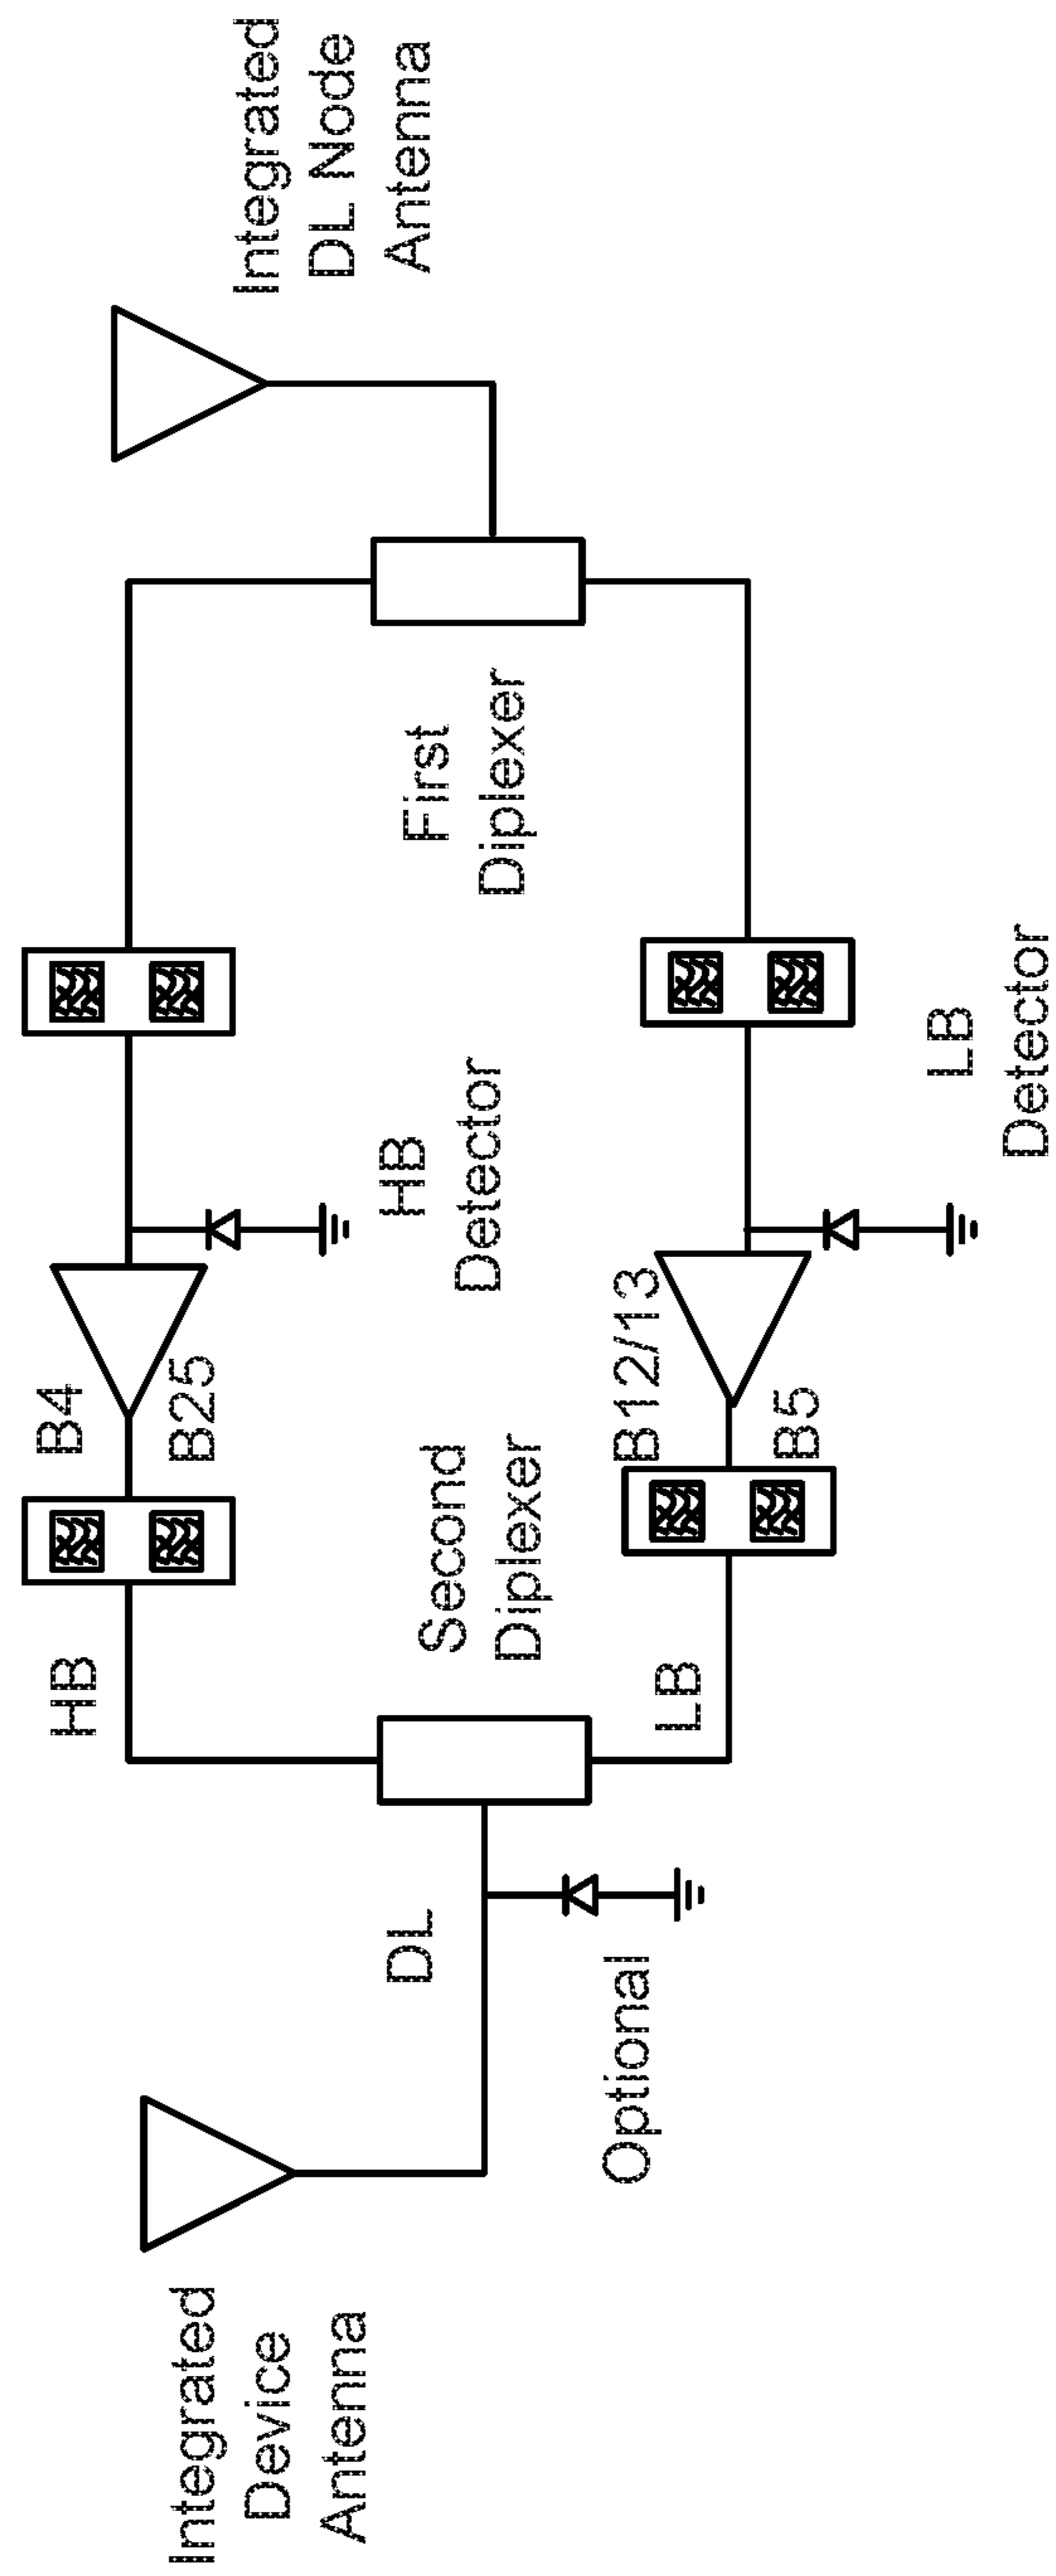 Integrated
Device
Antenna
DL
Optional
HB
LB
Second
Diplexer
B4
B25
B12/13
B5
HB
Detector
LB
Detector
First
Diplexer
Integrated
DL Node
Antenna